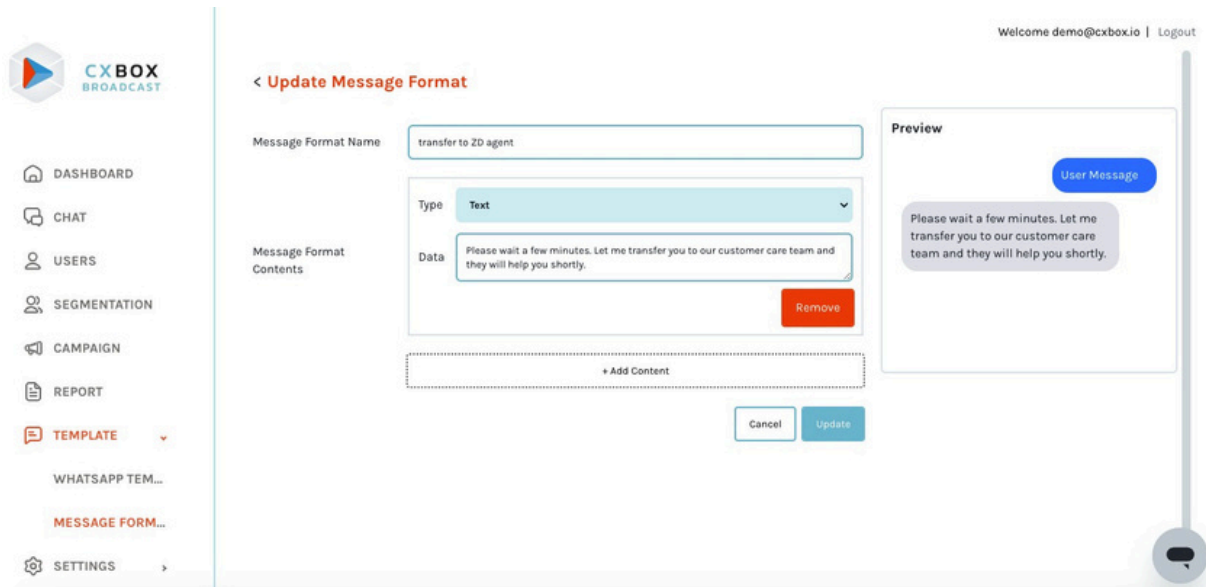 Welcome demo@cxbox.io | Logout
CXBOX
BROADCAST
DASHBOARD
CHAT
USERS
SEGMENTATION
CAMPAIGN
REPORT
TEMPLATE
WHATSAPP TEM...
MESSAGE FORM...
SETTINGS
< Update Message Format
Message Format Name
transfer to ZD agent
Message Format
Contents
Type
Text
Data
Please wait a few minutes. Let me transfer you to our customer care team and
they will help you shortly.
Remove
+ Add Content
Cancel
Update
Preview
User Message
Please wait a few minutes. Let me
transfer you to our customer care
team and they will help you shortly.